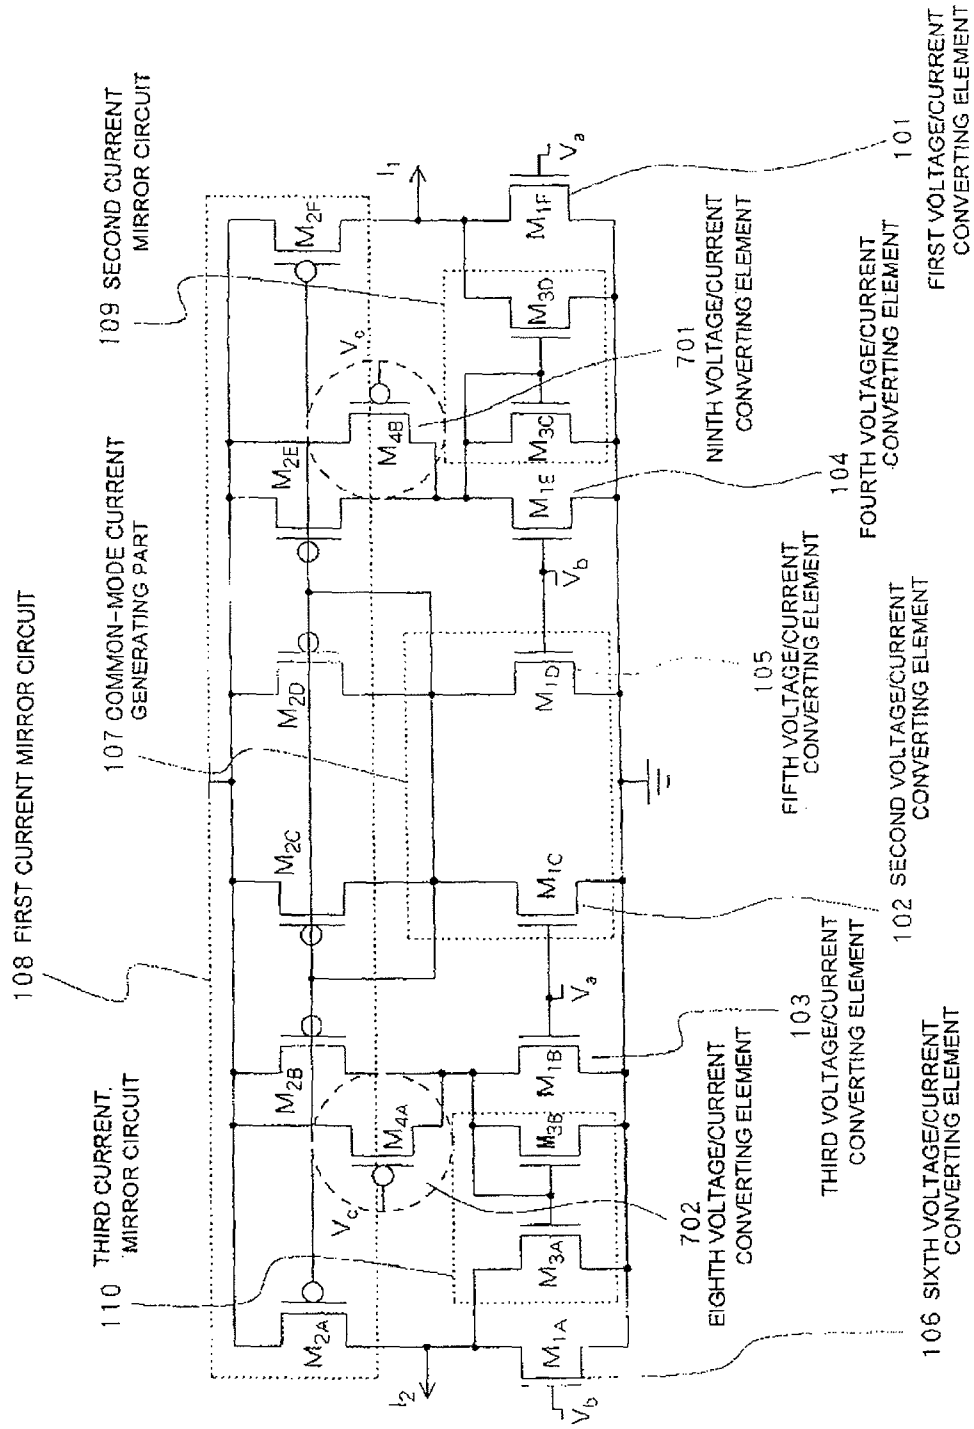 108 FIRST CURRENT MIRROR CIRCUIT
110 THIRD CURRENT.
MIRROR CIRCUIT
107 COMMON-MODE CURRENT
GENERATING PART
109 SECOND CURRENT
MIRROR CIRCUIT
M2A
M2B
M2C
M2D
M2E
M2F
Vc
M4A
M4B
Vc
I2
I1
M1A
M3A
M3B
M1B
M1C
M1D
M1E
M3C
M3D
M1F
Vb
Va
Vb
Va
702
EIGHTH VOLTAGE/CURRENT
CONVERTING ELEMENT
701
NINTH VOLTAGE/CURRENT
CONVERTING ELEMENT
106 SIXTH VOLTAGE/CURRENT
CONVERTING ELEMENT
103
THIRD VOLTAGE/CURRENT
CONVERTING ELEMENT
102 SECOND VOLTAGE/CURRENT
CONVERTING ELEMENT
105
FIFTH VOLTAGE/CURRENT
CONVERTING ELEMENT
104
FOURTH VOLTAGE/CURRENT
CONVERTING ELEMENT
101
FIRST VOLTAGE/CURRENT
CONVERTING ELEMENT